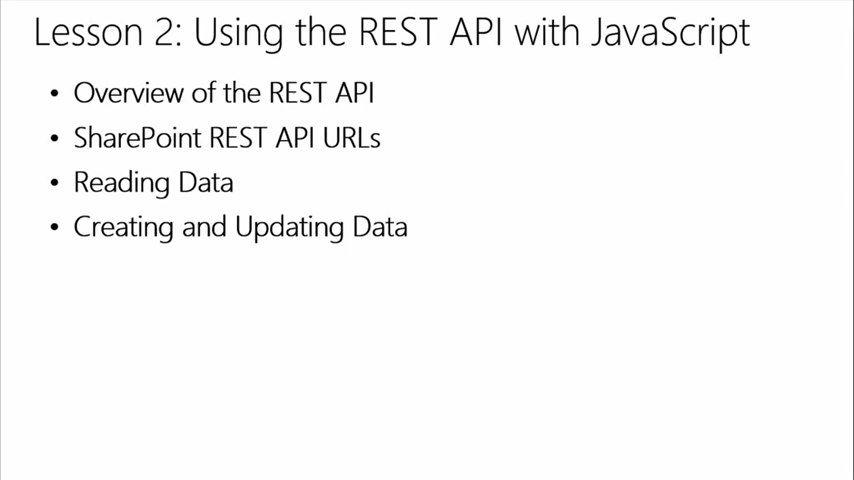 Lesson 2: Using the REST API with JavaScript
• Overview of the REST API
• SharePoint REST API URLs
• Reading Data
• Creating and Updating Data